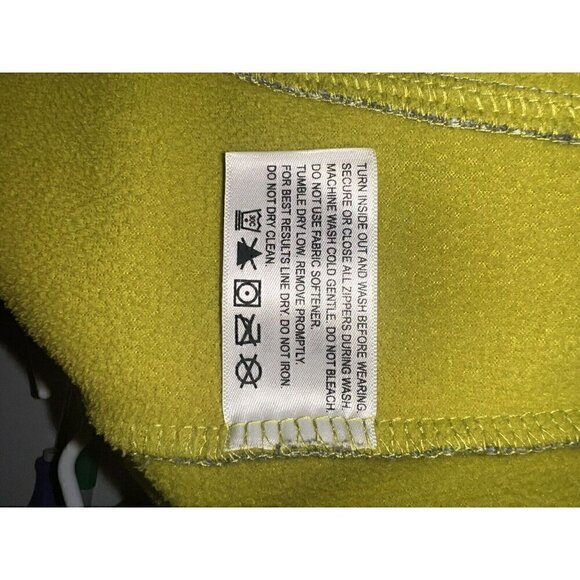 TURN INSIDE OUT AND WASH BEFORE WEARING.
SECURE OR CLOSE ALL ZIPPERS DURING WASH.
MACHINE WASH COLD GENTLE. DO NOT BLEACH.
DO NOT USE FABRIC SOFTENER.
TUMBLE DRY LOW. REMOVE PROMPTLY.
FOR BEST RESULTS LINE DRY. DO NOT IRON
DO NOT DRY CLEAN.
30C